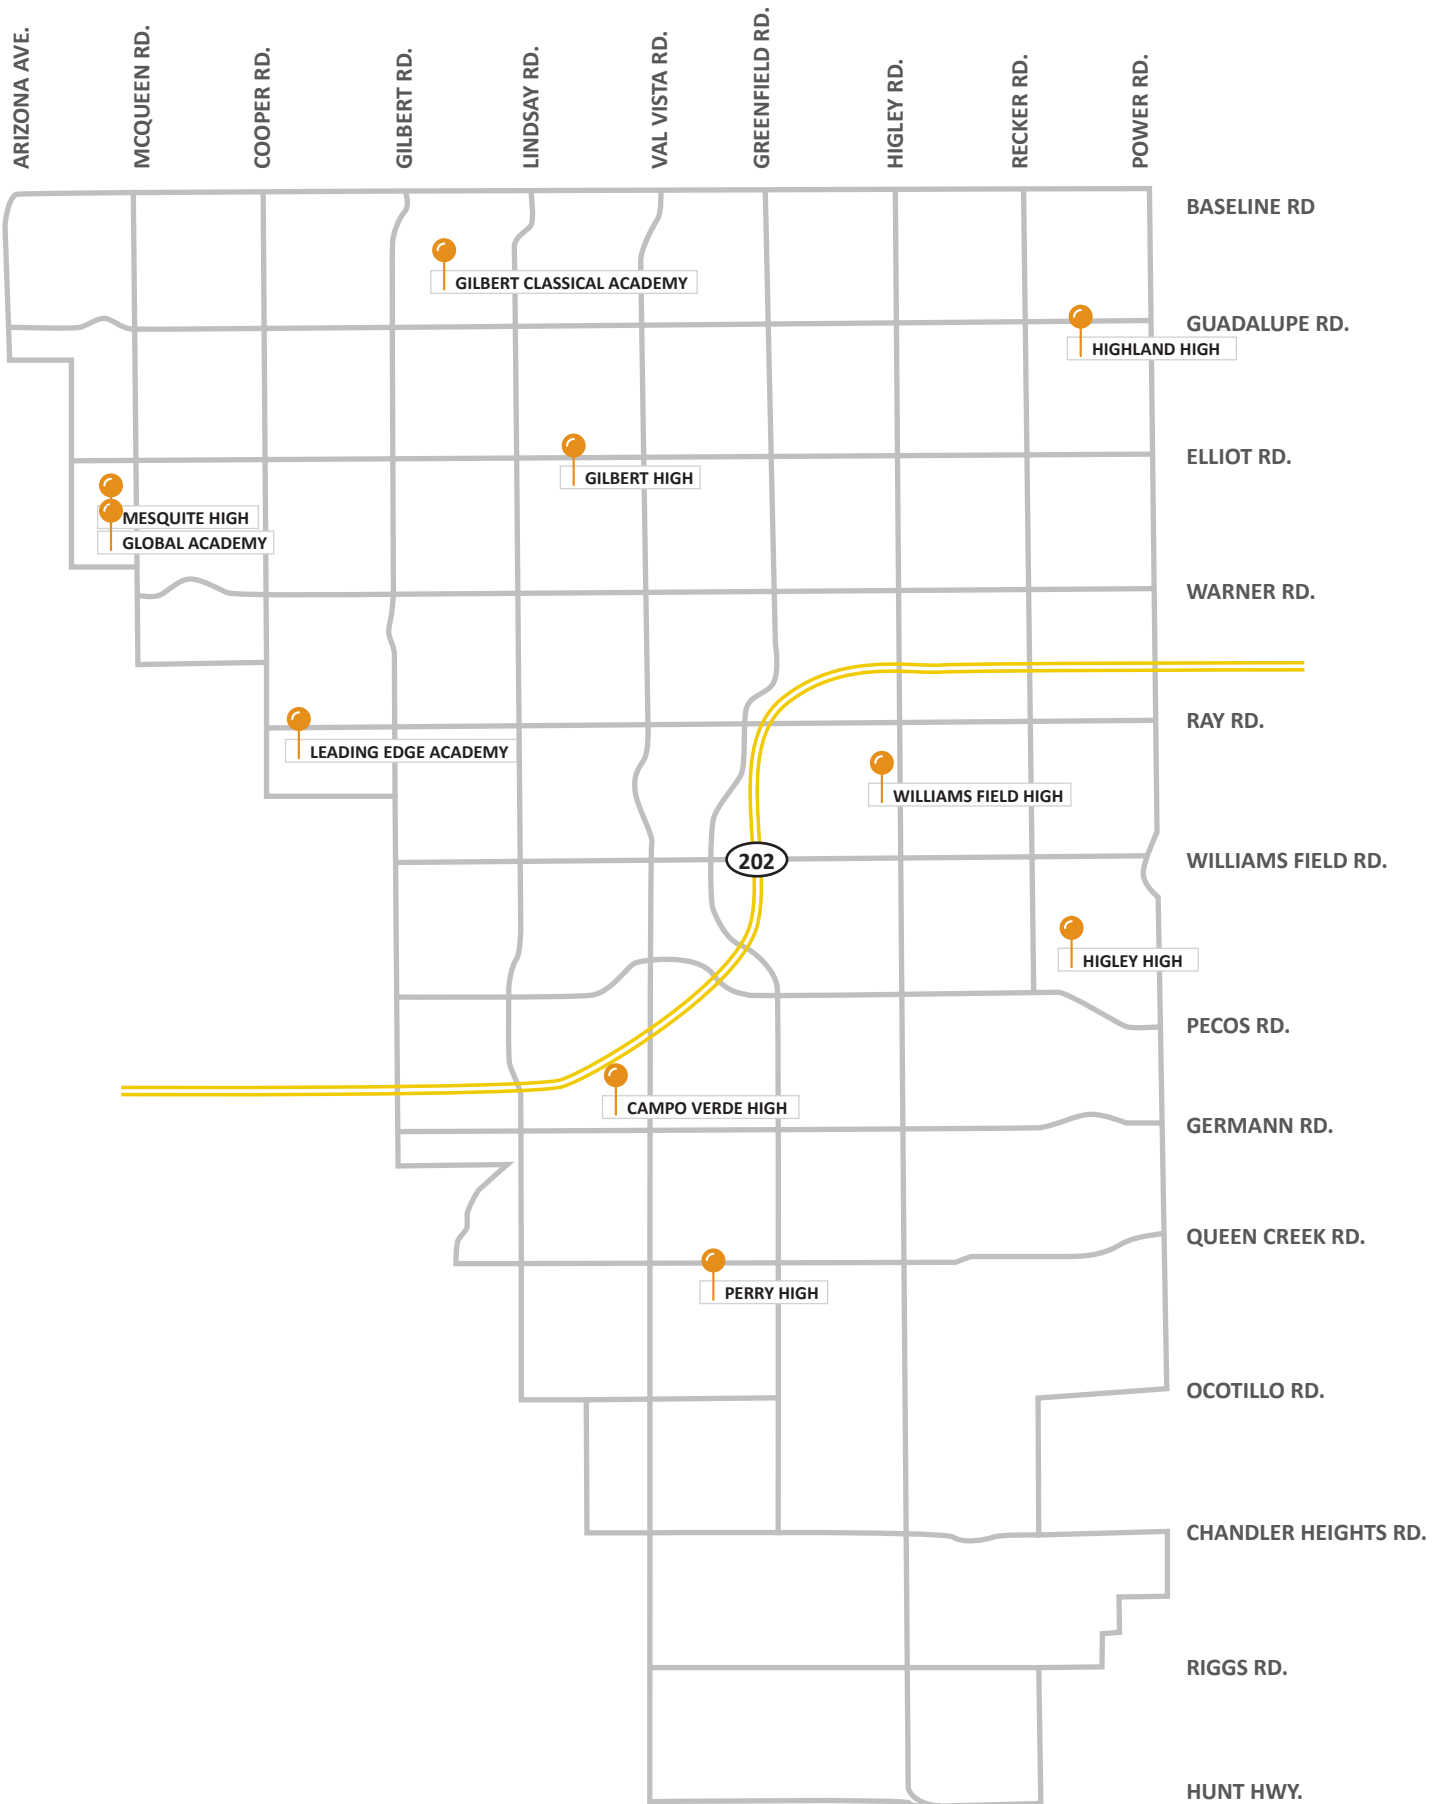 ARIZONA AVE.
MCQUEEN RD.
COOPER RD.
GILBERT RD.
LINDSAY RD.
VAL VISTA RD.
GREENFIELD RD.
HIGLEY RD.
RECKER RD.
POWER RD.
BASELINE RD
GILBERT CLASSICAL ACADEMY
GUADALUPE RD.
HIGHLAND HIGH
ELLIOT RD.
GILBERT HIGH
MESQUITE HIGH
GLOBAL ACADEMY
WARNER RD.
RAY RD.
LEADING EDGE ACADEMY
WILLIAMS FIELD HIGH
202
WILLIAMS FIELD RD.
HIGLEY HIGH
PECOS RD.
CAMPO VERDE HIGH
GERMANN RD.
QUEEN CREEK RD.
PERRY HIGH
OCOTILLO RD.
CHANDLER HEIGHTS RD.
RIGGS RD.
HUNT HWY.